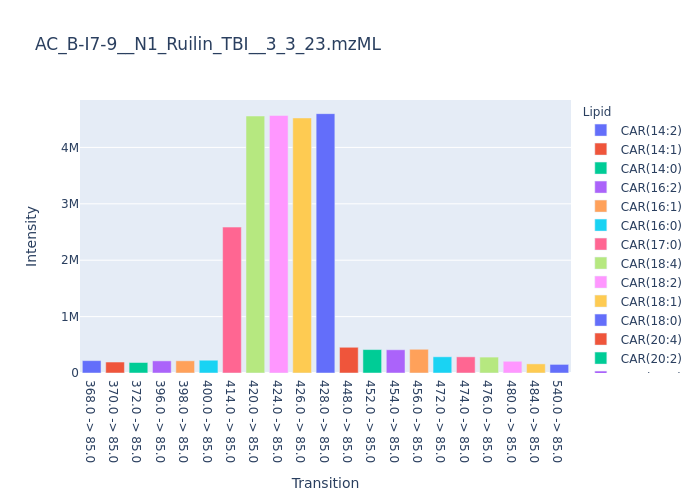 AC_B-I7-9__N1_Ruilin_TBI__3_3_23.mzML
Lipid
CAR(14:2)
CAR(14:1)
CAR(14:0)
CAR(16:2)
CAR(16:1)
CAR(16:0)
CAR(17:0)
CAR(18:4)
CAR(18:2)
CAR(18:1)
CAR(18:0)
CAR(20:4)
CAR(20:2)
Intensity
4M
3M
2M
1M
0
368.0 -> 85.0
370.0 -> 85.0
372.0 -> 85.0
396.0 -> 85.0
398.0 -> 85.0
400.0 -> 85.0
414.0 -> 85.0
420.0 -> 85.0
424.0 -> 85.0
426.0 -> 85.0
428.0 -> 85.0
448.0 -> 85.0
452.0 -> 85.0
454.0 -> 85.0
456.0 -> 85.0
472.0 -> 85.0
474.0 -> 85.0
476.0 -> 85.0
480.0 -> 85.0
484.0 -> 85.0
540.0 -> 85.0
Transition